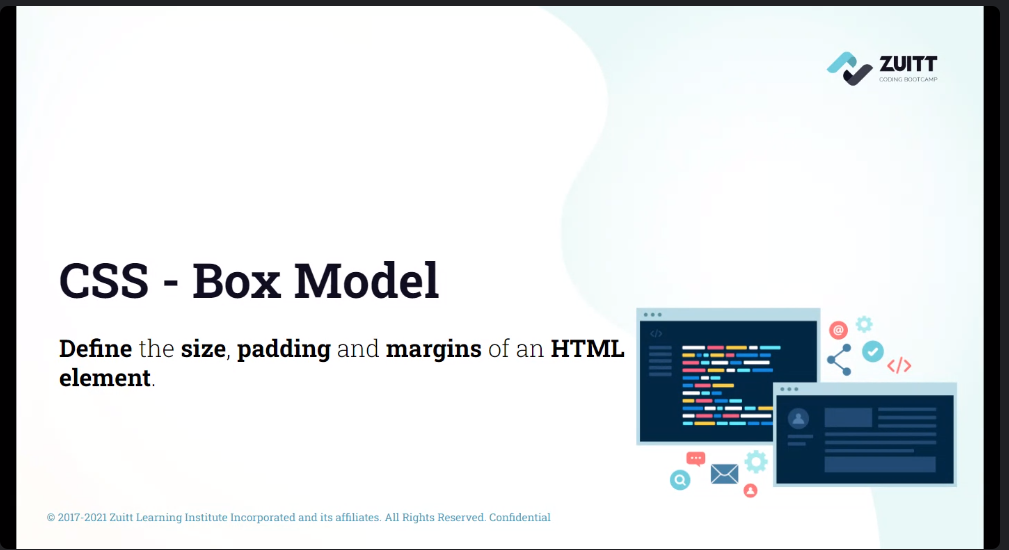 ZUITT
CODING BOOTCAMP
CSS - Box Model
Define the size, padding and margins of an HTML
element.
</>
@
</>
© 2017-2021 Zuitt Learning Institute Incorporated and its affiliates. All Rights Reserved. Confidential